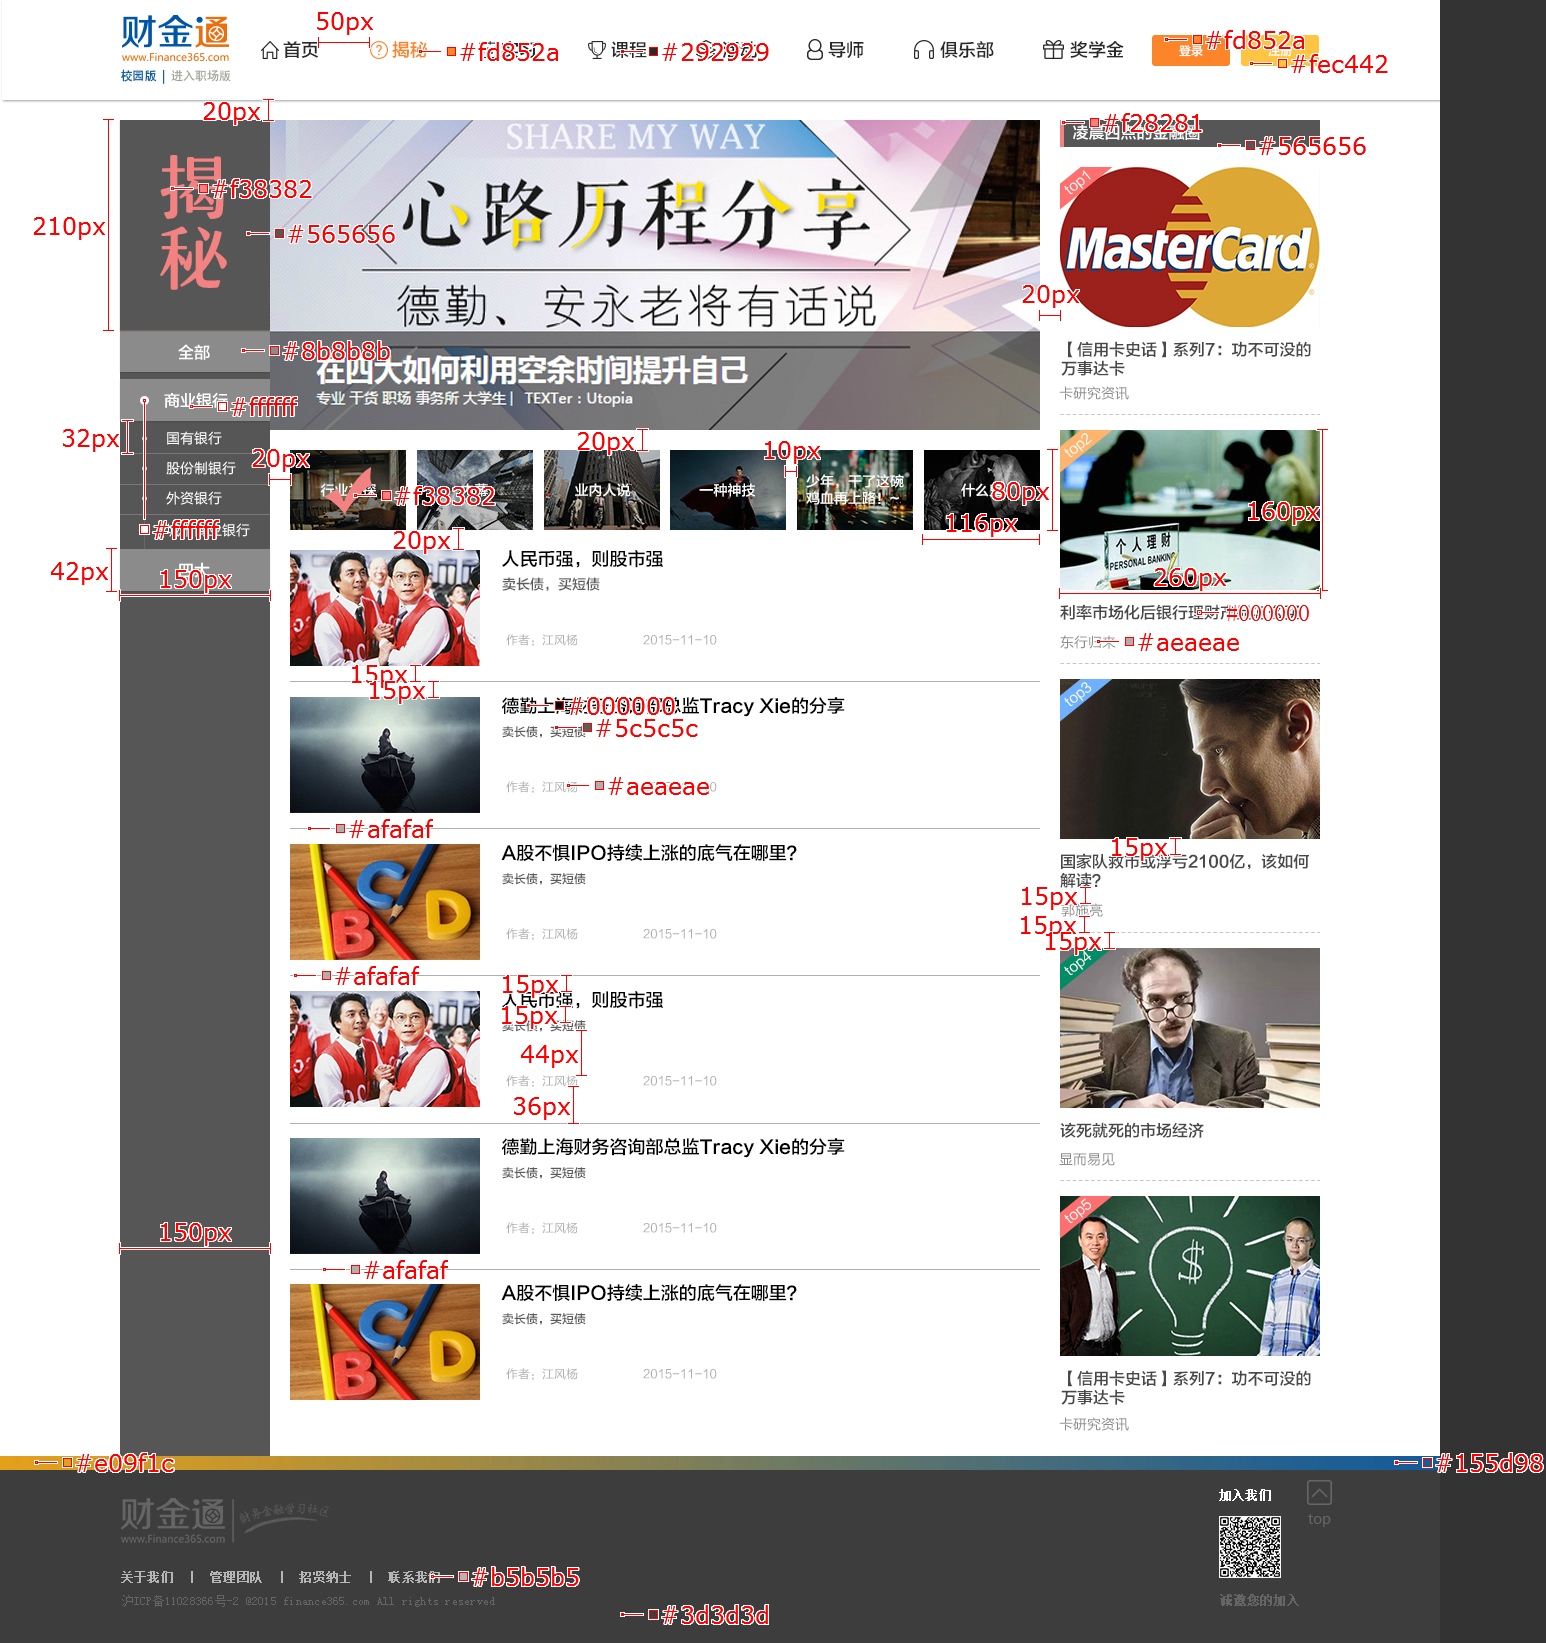 财金通
www.Finance365.com
校园版 | 进入职场版
50px
首页
揭秘
#fd852a
课程
#292929
导师
俱乐部
奖学金
登录
#fd852a
#fec442
20px
210px
揭秘
#f38382
#565656
SHARE MY WAY
心路历程分享
德勤、安永老将有话说
在四大如何利用空余时间提升自己
专业 干货 职场 事务所 大学生 | TEXTer：Utopia
20px
全部
#8b8b8b
商业银行
#ffffff
32px
国有银行
股份制银行
外资银行
#ffffff
业银行
42px
150px
20px
20px
10px
#f38382
业内人说
一种神技
少年，干了这碗
鸡血再上路！~
什么
80px
116px
20px
人民币强，则股市强
卖长债，买短债
作者：江风杨
2015-11-10
15px
15px
德勤上海
总监Tracy Xie的分享
#000000
卖长债，买短债
#5c5c5c
作者：江风杨
#aeaeae
#afafaf
A股不惧IPO持续上涨的底气在哪里？
卖长债，买短债
作者：江风杨
2015-11-10
#afafaf
15px
人民币强，则股市强
15px
卖长债，买短债
44px
作者：江风杨
2015-11-10
36px
德勤上海财务咨询部总监Tracy Xie的分享
卖长债，买短债
作者：江风杨
2015-11-10
150px
#afafaf
A股不惧IPO持续上涨的底气在哪里？
卖长债，买短债
作者：江风杨
2015-11-10
#f28281
凌晨四点的金融圈
#565656
top1
MasterCard
【信用卡史话】系列7：功不可没的
万事达卡
卡研究资讯
top2
个人理财
PERSONAL BANKING
160px
260px
利率市场化后银行理财
#000000
东行归来
#aeaeae
top3
15px
国家队救市或浮亏2100亿，该如何
解读？
15px
郭施亮
15px
15px
top4
该死就死的市场经济
显而易见
top5
【信用卡史话】系列7：功不可没的
万事达卡
卡研究资讯
#e09f1c
#155d98
财金通
财务金融学习社区
www.Finance365.com
加入我们
top
诚邀您的加入
关于我们 | 管理团队 | 招贤纳士 | 联系我们
#b5b5b5
沪ICP备11028366号-2 @2015 finance365.com All rights reserved
#3d3d3d